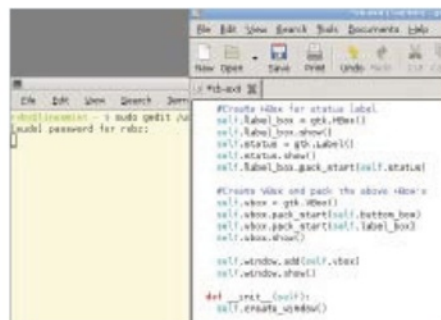 File Edit View Search Tools Documents Help
New Open Save Print Undo
File Edit View Search
$ sudo gedit
[sudo] password for robz:
#Create HBox for status label
self.label_box = gtk.HBox()
self.label_box.show()
self.status = gtk.Label()
self.status.show()
self.label_box.pack_start(self.status)
#Create VBox and pack the above HBox's
self.vbox = gtk.VBox()
self.vbox.pack_start(self.button_box)
self.vbox.pack_start(self.label_box)
self.vbox.show()
self.window.add(self.vbox)
self.window.show()
def __init__(self):
self.create_window()